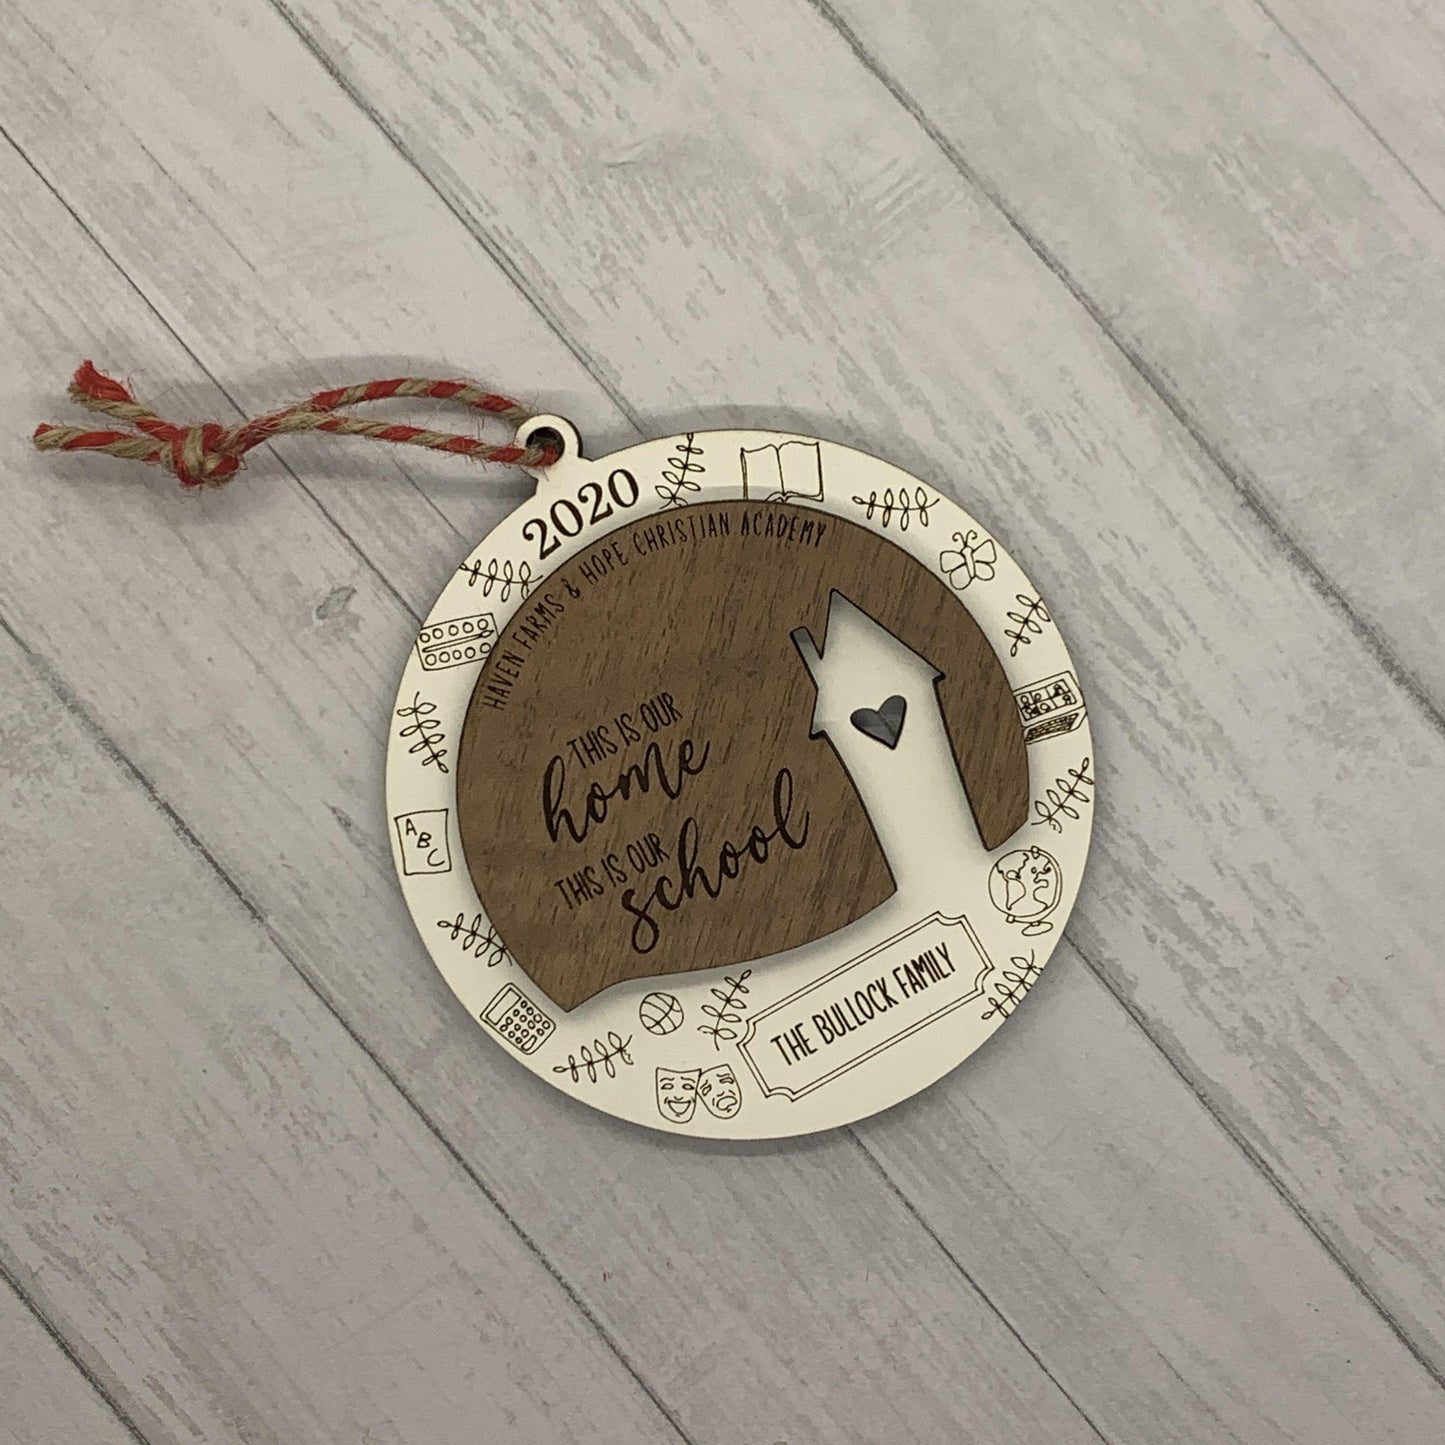 2020
HAVEN FARMS & HOPE CHRISTIAN ACADEMY
THIS IS OUR
home
THIS IS OUR
school
A
B
C
THE BULLOCK FAMILY